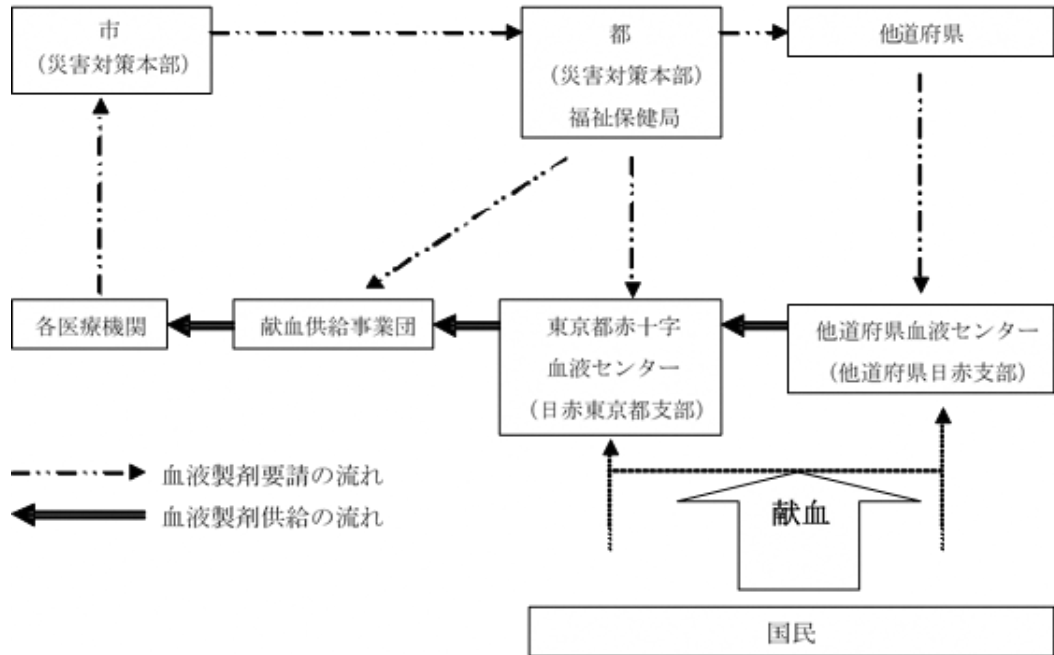 市
（災害対策本部）
都
（災害対策本部）
福祉保健局
他道府県
各医療機関
献血供給事業団
東京都赤十字
血液センター
（日赤東京都支部）
他道府県血液センター
（他道府県日赤支部）
血液製剤要請の流れ
血液製剤供給の流れ
献血
国民